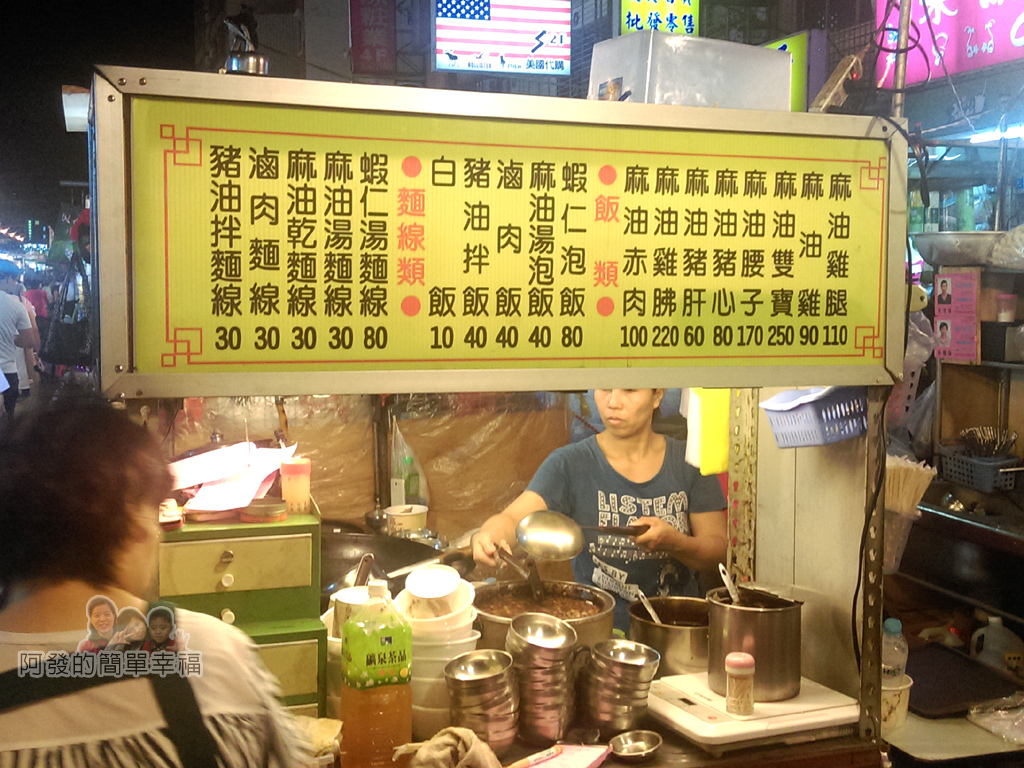 美國代購
批發零售
麻油雞腿 110
麻油雞 90
麻油雙寶 250
麻油腰子 170
麻油豬心 80
麻油豬肝 60
麻油雞胇 220
麻油赤肉 100
●飯類●
蝦仁泡飯 80
麻油湯泡飯 40
滷肉飯 40
豬油拌飯 40
白飯 10
●麵線類●
蝦仁湯麵線 80
麻油湯麵線 30
麻油乾麵線 30
滷肉麵線 30
豬油拌麵線 30
礦泉茶品
阿發的簡單幸福